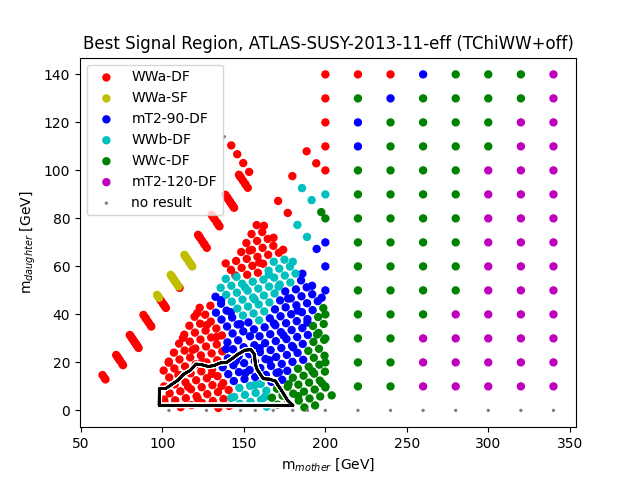 Best Signal Region, ATLAS-SUSY-2013-11-eff (TChiWW+off)
WWa-DF
WWa-SF
mT2-90-DF
WWb-DF
WWc-DF
mT2-120-DF
no result
m_daughter [GeV]
140
120
100
80
60
40
20
0
50
100
150
200
250
300
350
m_mother [GeV]